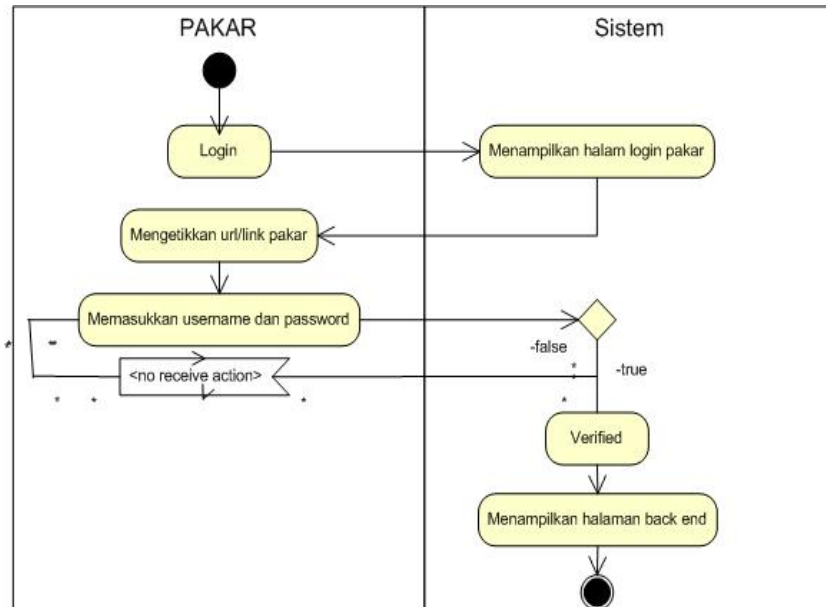 PAKAR
Sistem
Login
Menampilkan halam login pakar
Mengetikkan url/link pakar
Memasukkan username dan password
-false
<no receive action>
-true
Verified
Menampilkan halaman back end